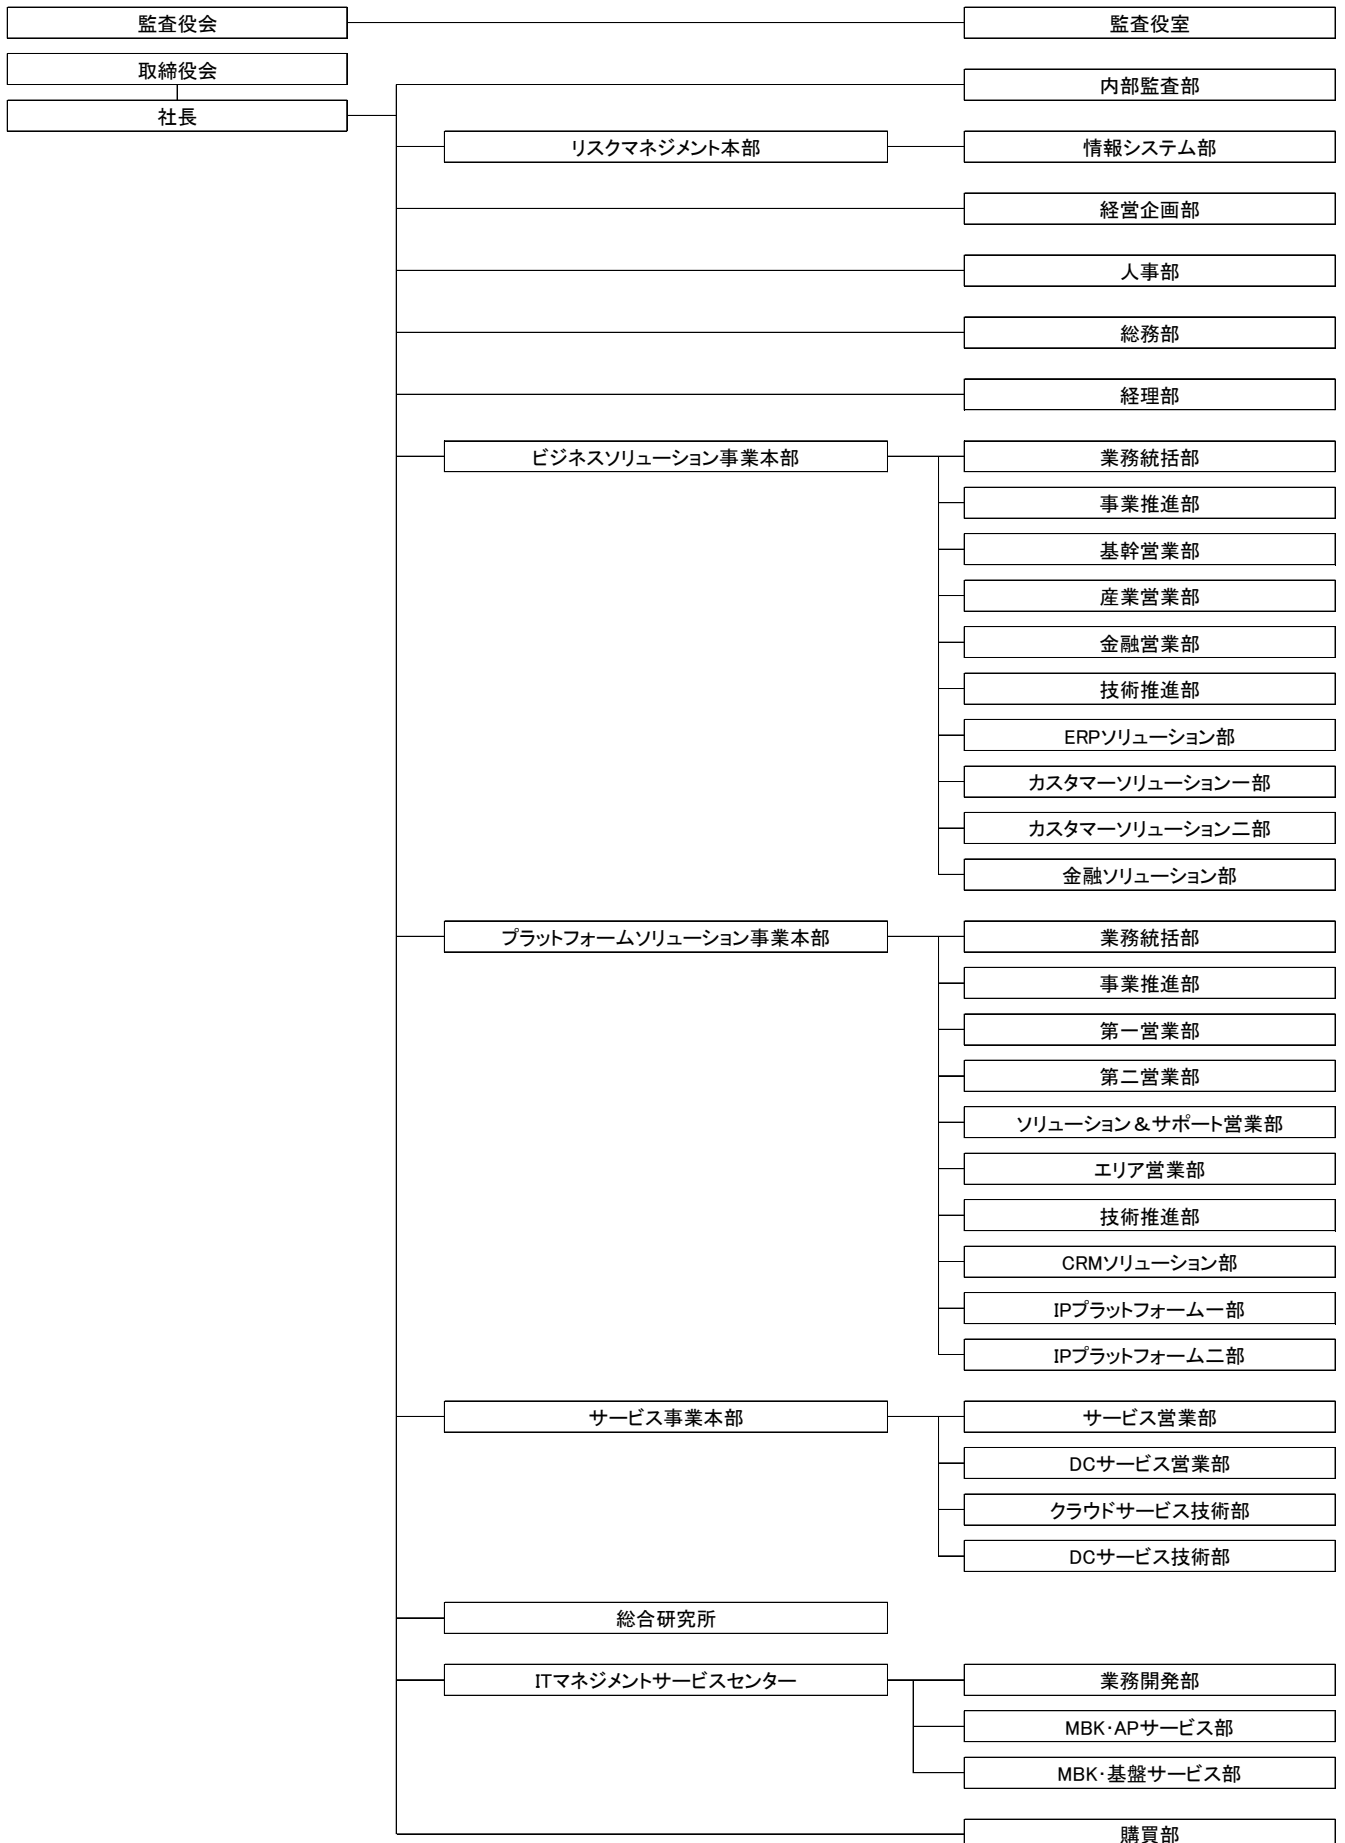 監査役会
監査役室
取締役会
内部監査部
社長
リスクマネジメント本部
情報システム部
経営企画部
人事部
総務部
経理部
ビジネスソリューション事業本部
業務統括部
事業推進部
基幹営業部
産業営業部
金融営業部
技術推進部
ERPソリューション部
カスタマーソリューション一部
カスタマーソリューション二部
金融ソリューション部
プラットフォームソリューション事業本部
業務統括部
事業推進部
第一営業部
第二営業部
ソリューション＆サポート営業部
エリア営業部
技術推進部
CRMソリューション部
IPプラットフォーム一部
IPプラットフォーム二部
サービス事業本部
サービス営業部
DCサービス営業部
クラウドサービス技術部
DCサービス技術部
総合研究所
ITマネジメントサービスセンター
業務開発部
MBK・APサービス部
MBK・基盤サービス部
購買部